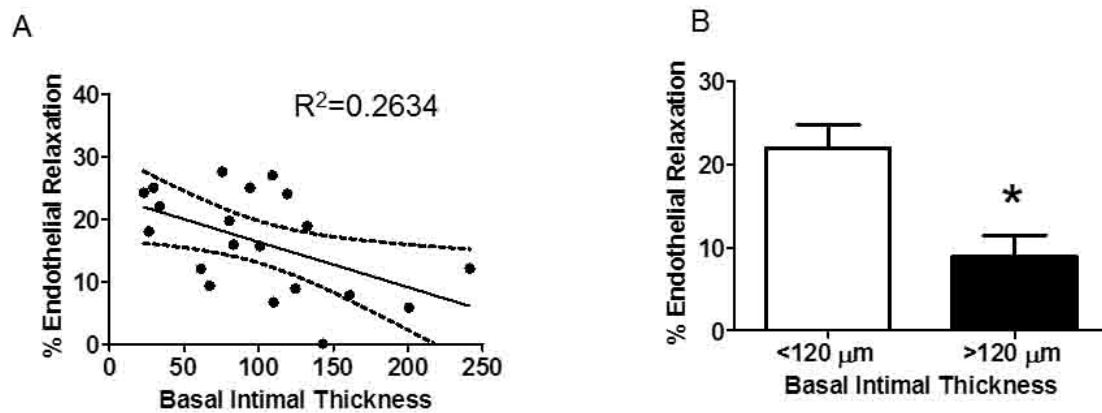 A
% Endothelial Relaxation
40
30
20
10
0
R²=0.2634
0 50 100 150 200 250
Basal Intimal Thickness
B
% Endothelial Relaxation
30
20
10
0
*
<120 μm >120 μm
Basal Intimal Thickness